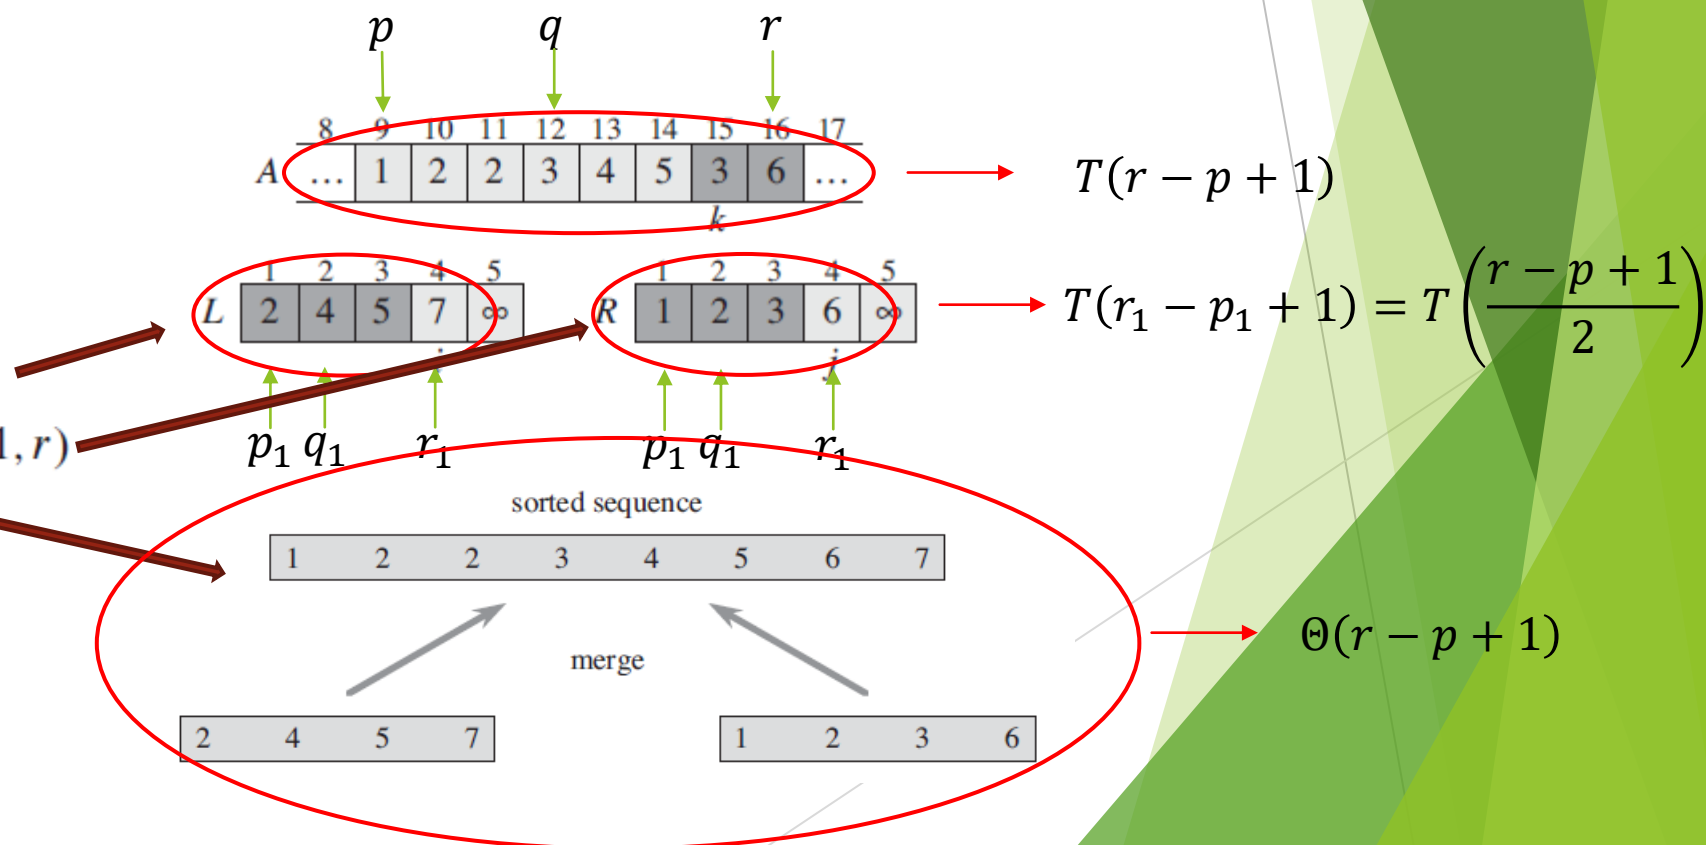 p q r
8 9 10 11 12 13 14 15 16 17
A ... 1 2 2 3 4 5 3 6 ...
k
T(r − p + 1)
1 2 3 4 5
L 2 4 5 7 ∞
i
1 2 3 4 5
R 1 2 3 6 ∞
j
T(r₁ − p₁ + 1) = T((r − p + 1)/2)
1, r)
p₁ q₁ r₁
p₁ q₁ r₁
sorted sequence
1 2 2 3 4 5 6 7
merge
Θ(r − p + 1)
2 4 5 7
1 2 3 6